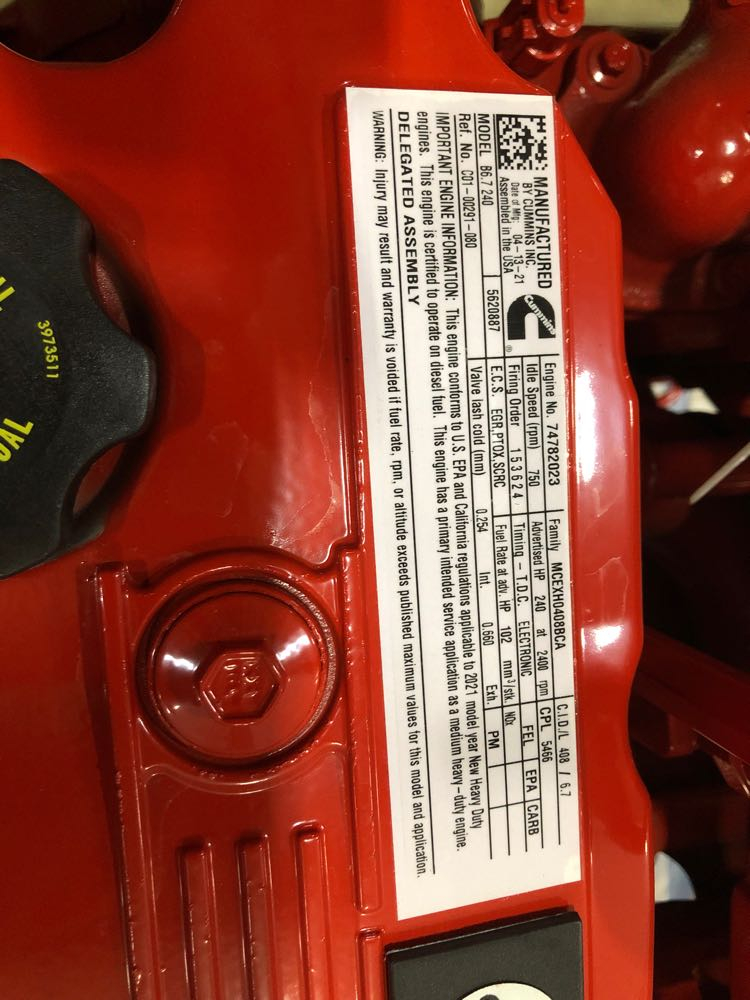 MANUFACTURED
BY CUMMINS INC.
Date of Mfg. 04-13-21
Assembled in the USA
Cummins
®
MODEL B6.7 240 5620887
Ref. No. C01-00291-080
Engine No. 74782023 Family MCEXH0408BCA C.I.D./L 408 / 6.7
Idle Speed (rpm) 750 Advertised HP 240 at 2400 rpm CPL 5466
Firing Order 1 5 3 6 2 4 Timing - T.D.C. ELECTRONIC FEL EPA CARB
E.C.S. EGR,PTOX,SCRC Fuel Rate at adv. HP 102 mm³/stk. NOx
Valve lash cold (mm) 0.254 Int. 0.660 Exh. PM
IMPORTANT ENGINE INFORMATION: This engine conforms to U.S. EPA and California regulations applicable to 2021 model year New Heavy Duty
engines. This engine is certified to operate on diesel fuel. This engine has a primary intended service application as a medium heavy-duty engine.
DELEGATED ASSEMBLY
WARNING: Injury may result and warranty is voided if fuel rate, rpm, or altitude exceeds published maximum values for this model and application.
3973511